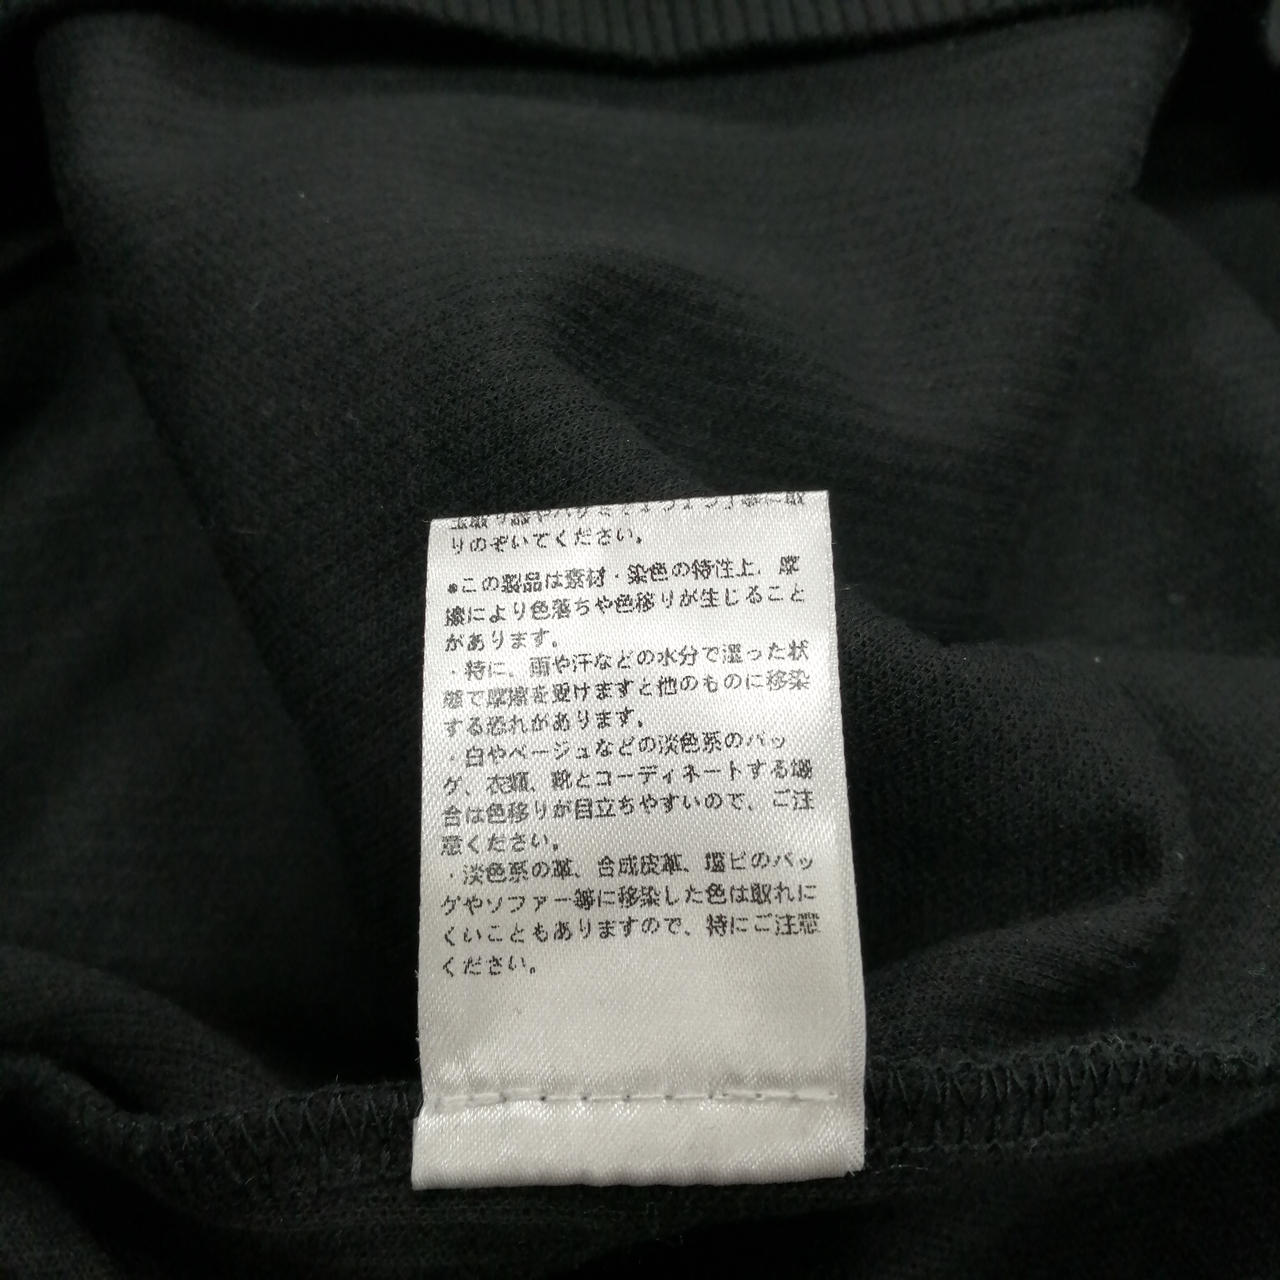 りのぞいてください。
●この製品は素材・染色の特性上、摩
擦により色落ちや色移りが生じること
があります。
・特に、雨や汗などの水分で湿った状
態で摩擦を受けますと他のものに移染
する恐れがあります。
・白やベージュなどの淡色系のバッ
グ、衣類、靴とコーディネートする場
合は色移りが目立ちやすいので、ご注
意ください。
・淡色系の革、合成皮革、塩ビのバッ
グやソファー等に移染した色は取れに
くいこともありますので、特にご注意
ください。